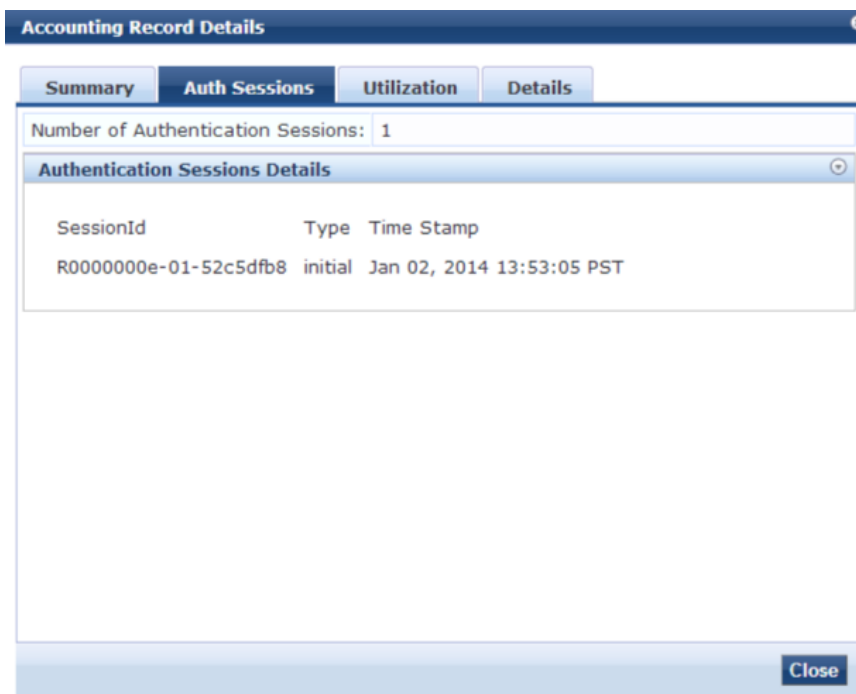 Accounting Record Details
Summary Auth Sessions Utilization Details
Number of Authentication Sessions: 1
Authentication Sessions Details
SessionId Type Time Stamp
R0000000e-01-52c5dfb8 initial Jan 02, 2014 13:53:05 PST
Close